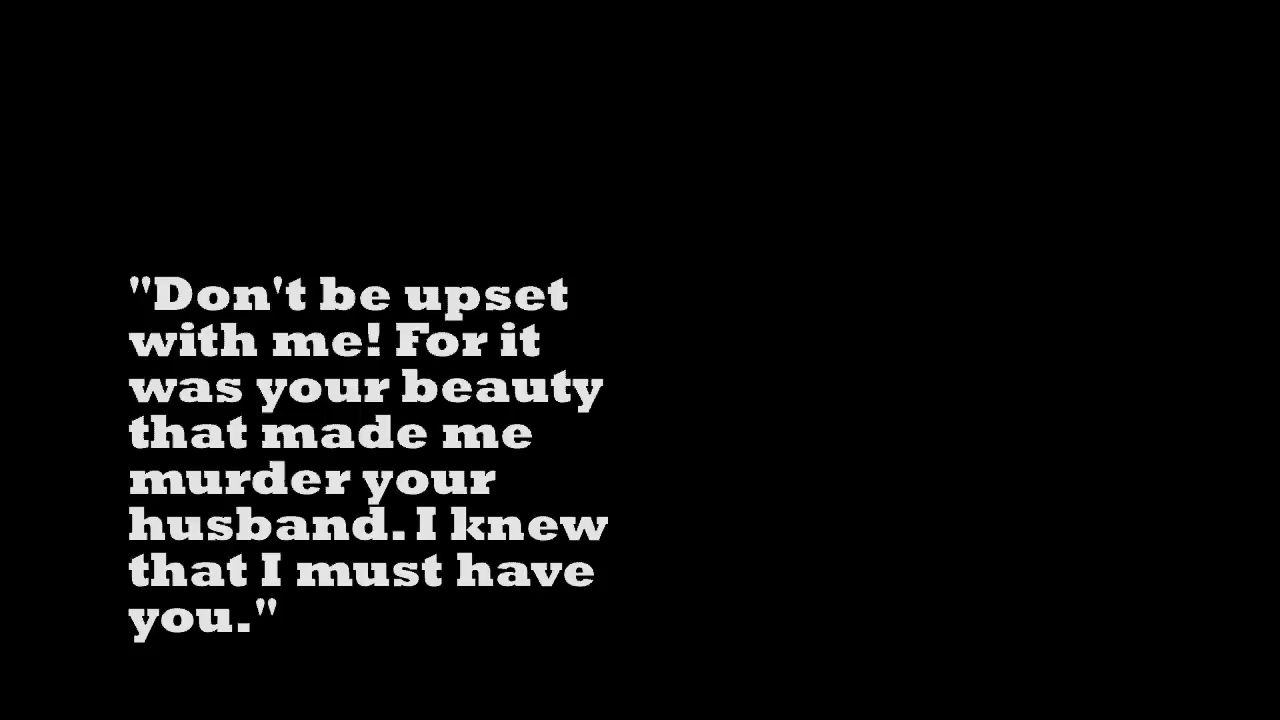 "Don't be upset
with me! For it
was your beauty
that made me
murder your
husband. I knew
that I must have
you."